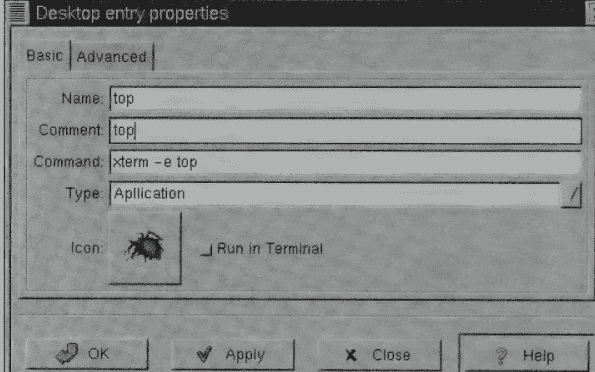 Desktop entry properties
Basic Advanced
Name: top
Comment: top
Command: xterm -e top
Type: Apllication
Icon: Run in Terminal
OK Apply Close Help